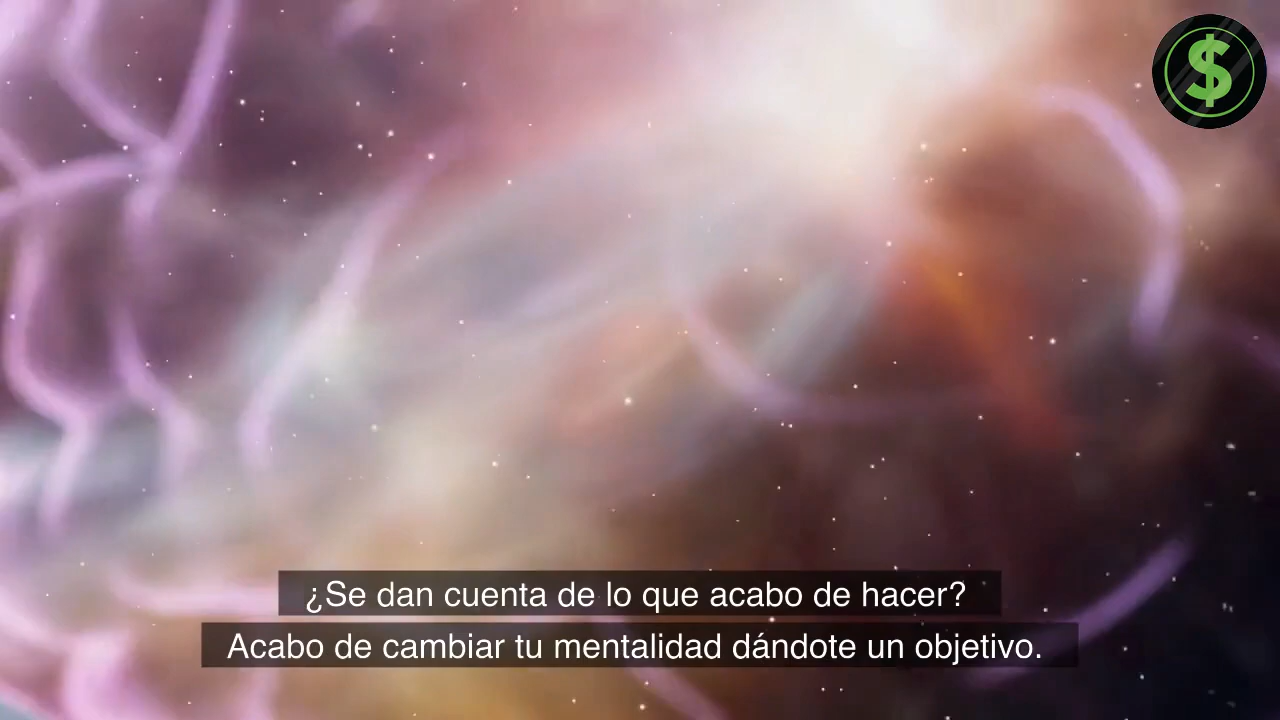 $
¿Se dan cuenta de lo que acabo de hacer?
Acabo de cambiar tu mentalidad dándote un objetivo.